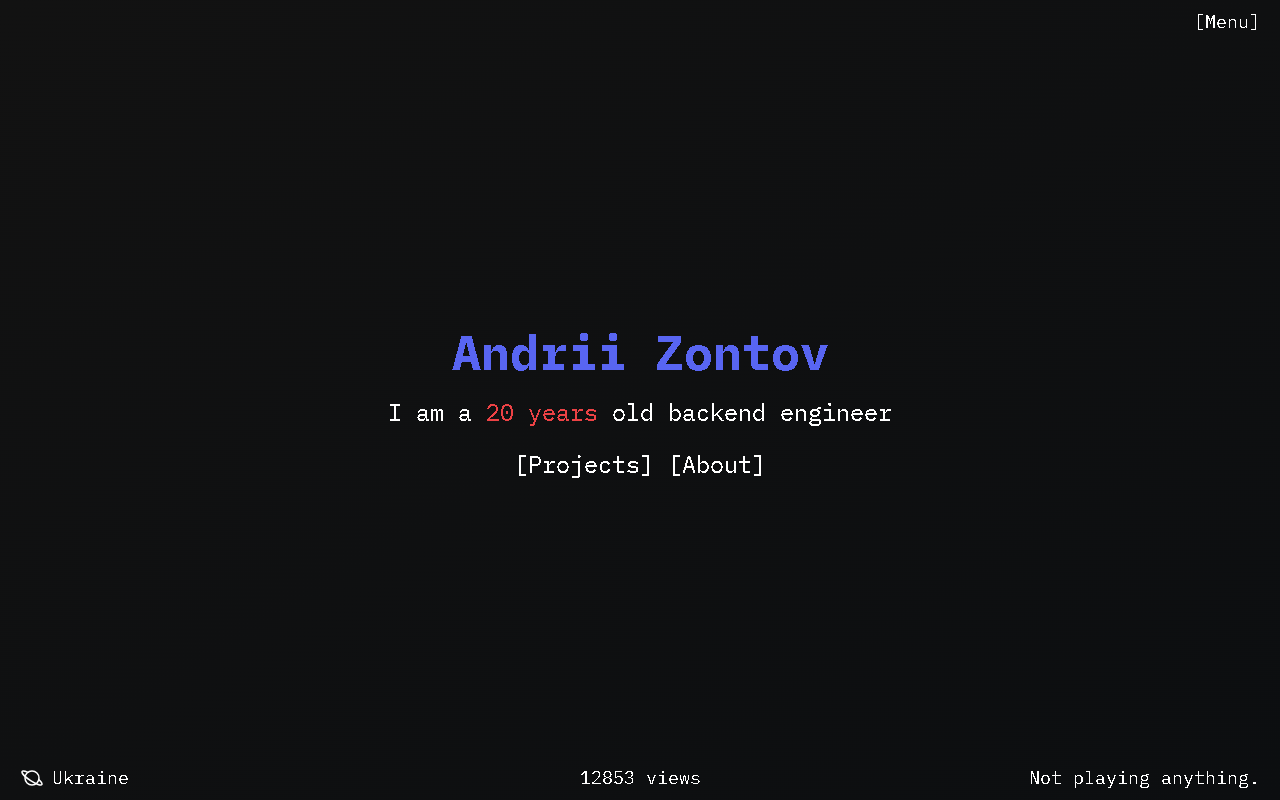 [Menu]
Andrii Zontov
I am a 20 years old backend engineer
[Projects] [About]
Ukraine
12853 views
Not playing anything.